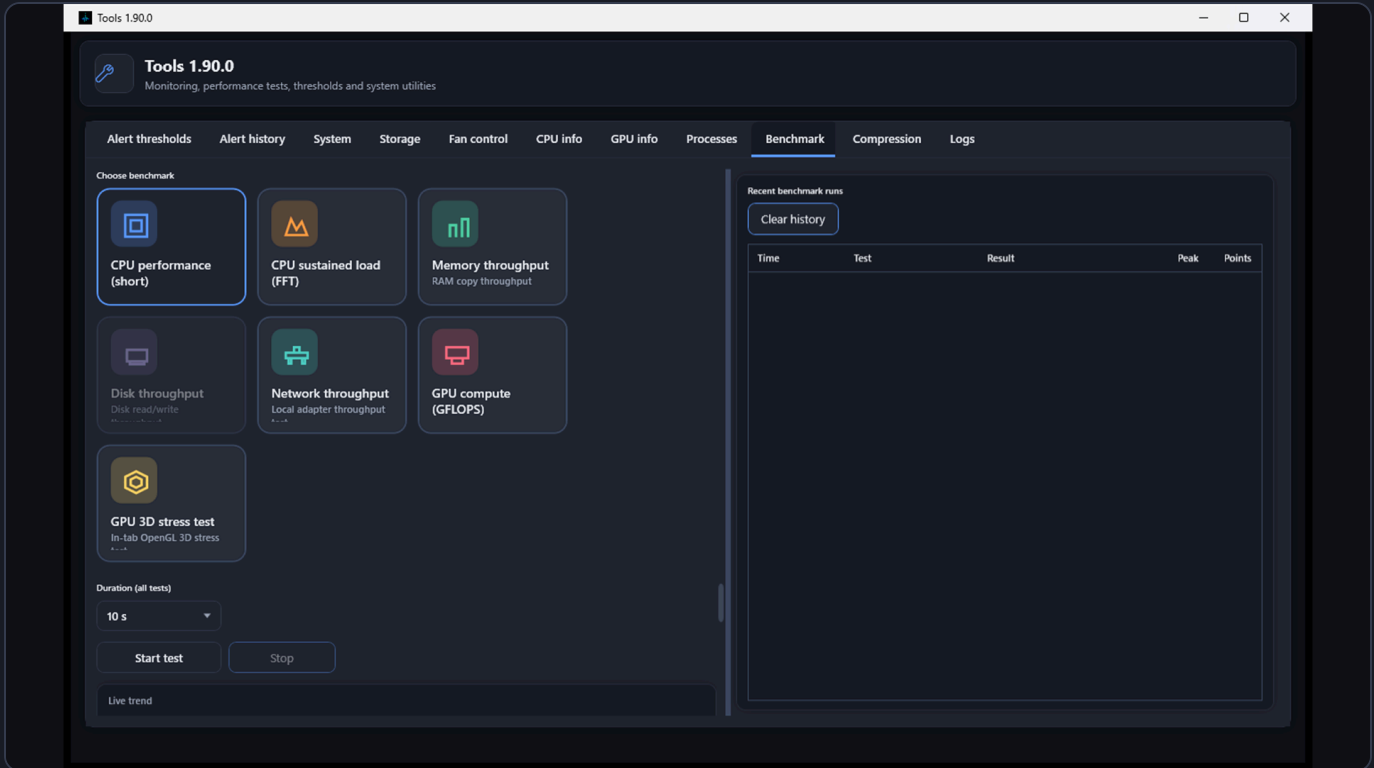 Tools 1.90.0
Tools 1.90.0
Monitoring, performance tests, thresholds and system utilities
Alert thresholds
Alert history
System
Storage
Fan control
CPU info
GPU info
Processes
Benchmark
Compression
Logs
Choose benchmark
CPU performance
(short)
CPU sustained load
(FFT)
Memory throughput
RAM copy throughput
Disk throughput
Disk read/write
Network throughput
Local adapter throughput
GPU compute
(GFLOPS)
GPU 3D stress test
In-tab OpenGL 3D stress
Duration (all tests)
10 s
Start test
Stop
Live trend
Recent benchmark runs
Clear history
Time
Test
Result
Peak
Points